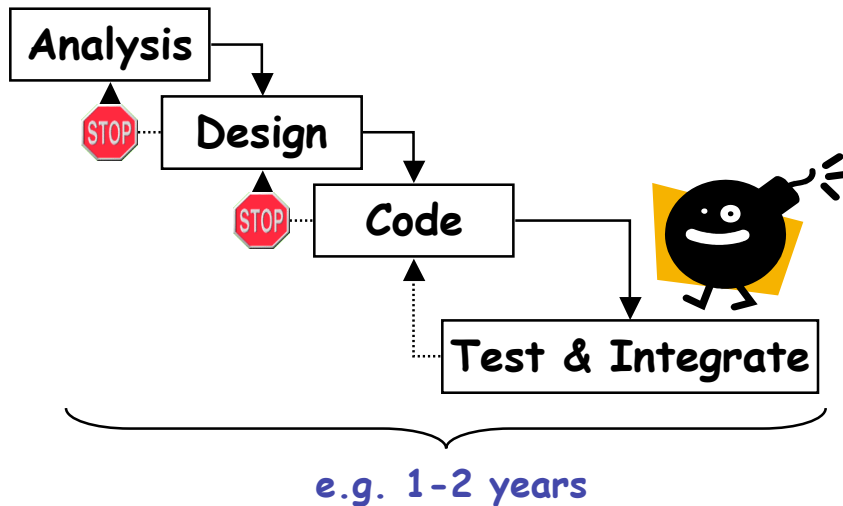 Analysis
STOP
Design
STOP
Code
Test & Integrate
e.g. 1-2 years